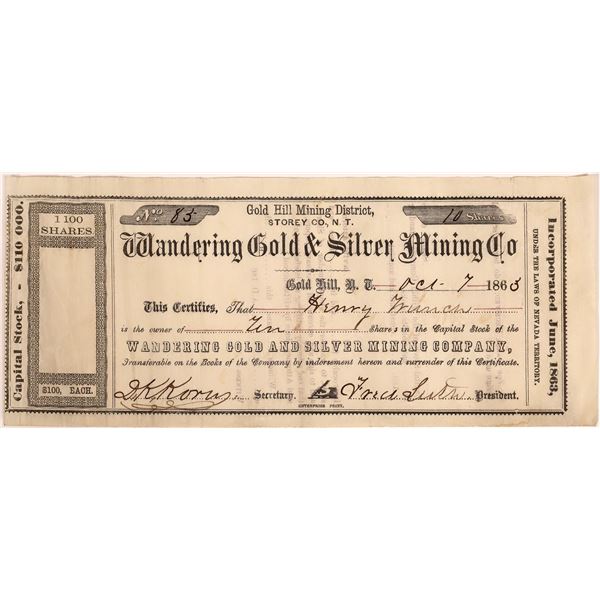 Capital Stock, - $110 000.
1100
SHARES
$100, EACH.
No 85
Gold Hill Mining District,
STOREY CO. N. T.
10 Shares
Wandering Gold & Silver Mining Co
Gold Hill, N. T. Oct 7 1863
This Certifies, That Henry
is the owner of Ten Shares in the Capital Stock of the
WANDERING GOLD AND SILVER MINING COMPANY,
Transferable on the Books of the Company by indorsement hereon and surrender of this Certificate.
Secretary. Fred President.
ENTERPRISE PRINT.
Incorporated June, 1863,
UNDER THE LAWS OF NEVADA TERRITORY.